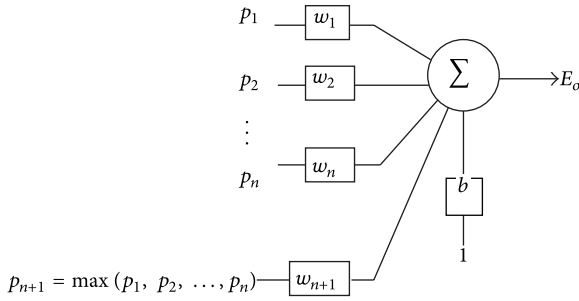 p₁ w₁
p₂ w₂
∑ Eₒ
⋮
pₙ wₙ
b
1
pₙ₊₁ = max (p₁, p₂, …, pₙ) wₙ₊₁